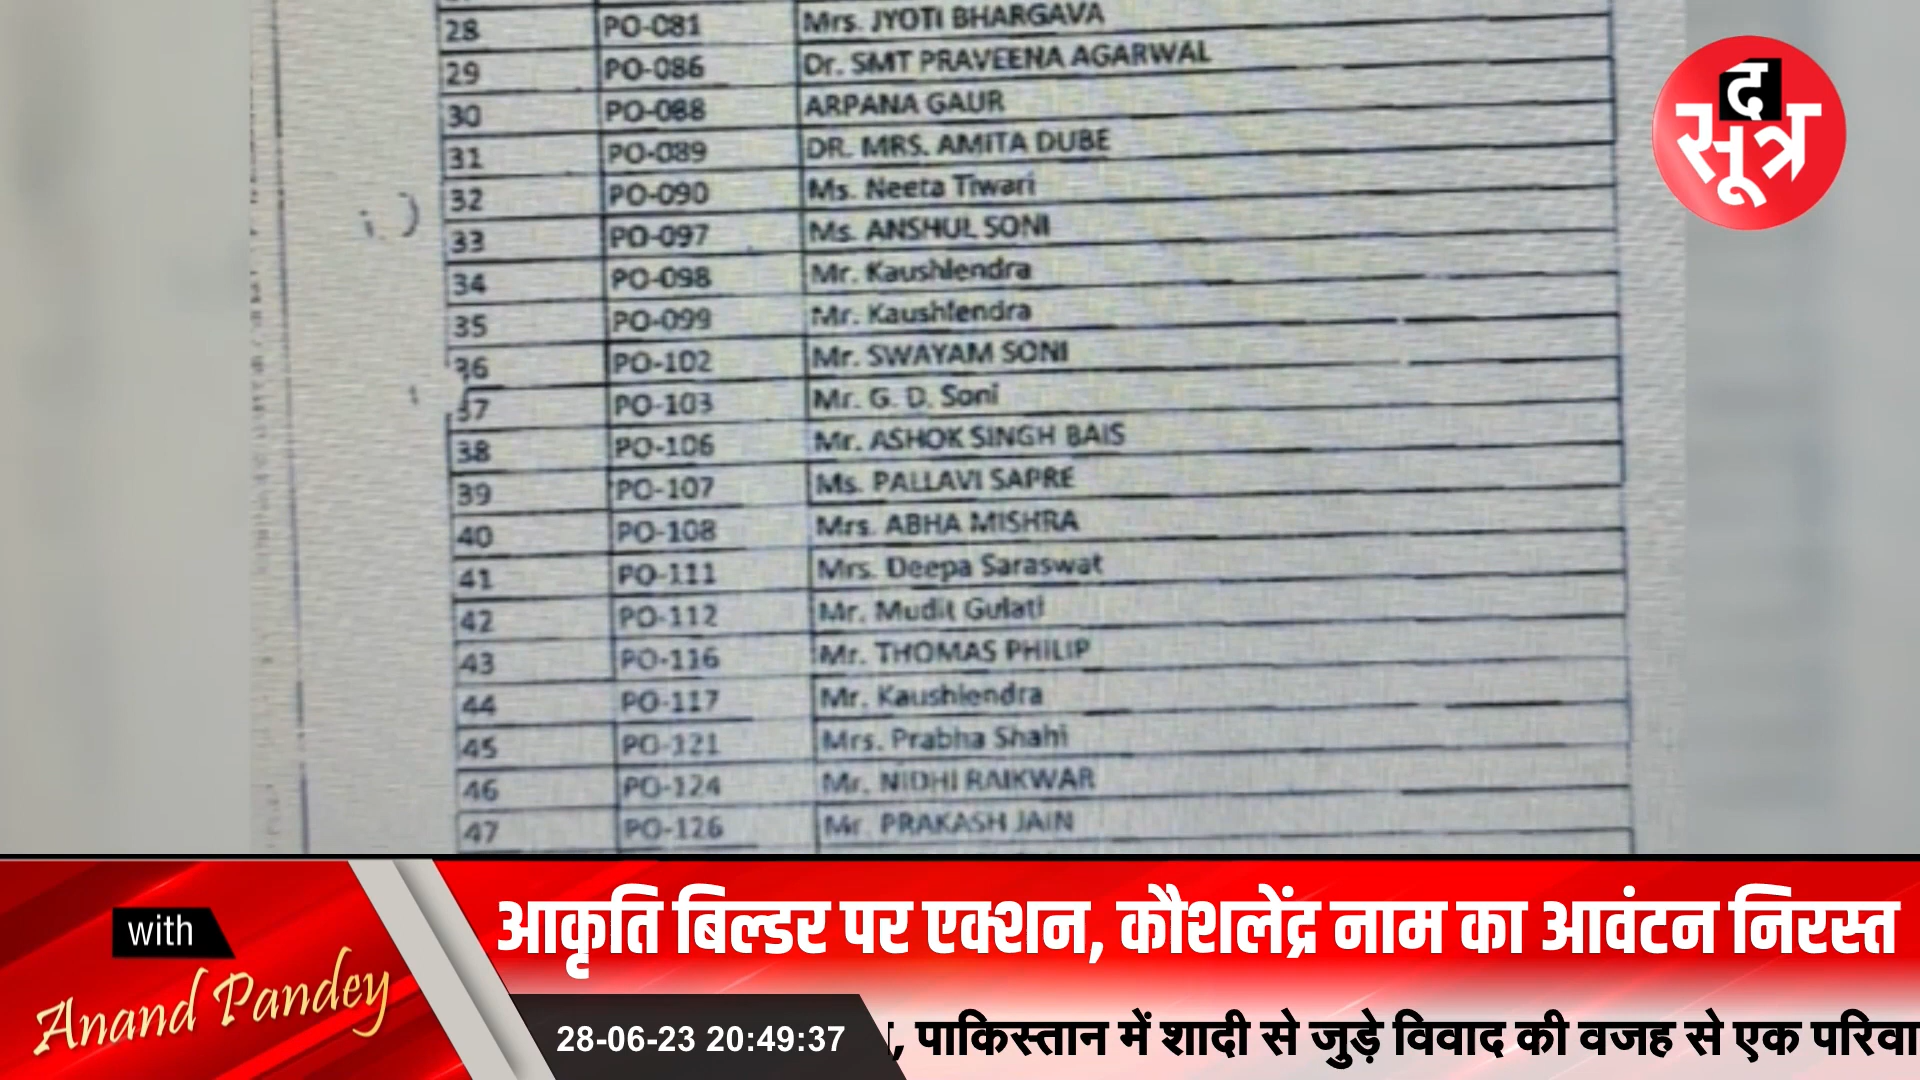 28 PO-081 Mrs. JYOTI BHARGAVA
29 PO-086 Dr. SMT PRAVEENA AGARWAL
30 PO-088 ARPANA GAUR
31 PO-089 DR. MRS. AMITA DUBE
32 PO-090 Ms. Neeta Tiwari
33 PO-097 Ms. ANSHUL SONI
34 PO-098 Mr. Kaushlendra
35 PO-099 Mr. Kaushlendra
36 PO-102 Mr. SWAYAM SONI
37 PO-103 Mr. G. D. Soni
38 PO-106 Mr. ASHOK SINGH BAIS
39 PO-107 Ms. PALLAVI SAPRE
40 PO-108 Mrs. ABHA MISHRA
41 PO-111 Mrs. Deepa Saraswat
42 PO-112 Mr. Mudit Gulati
43 PO-116 Mr. THOMAS PHILIP
44 PO-117 Mr. Kaushlendra
45 PO-121 Mrs. Prabha Shahi
46 PO-124 Mr. NIDHI RAIKWAR
47 PO-126 Mr. PRAKASH JAIN
द
सूत्र
with
Anand Pandey
आकृति बिल्डर पर एक्शन, कौशलेंद्र नाम का आवंटन निरस्त
28-06-23 20:49:37
, पाकिस्तान में शादी से जुड़े विवाद की वजह से एक परिवा